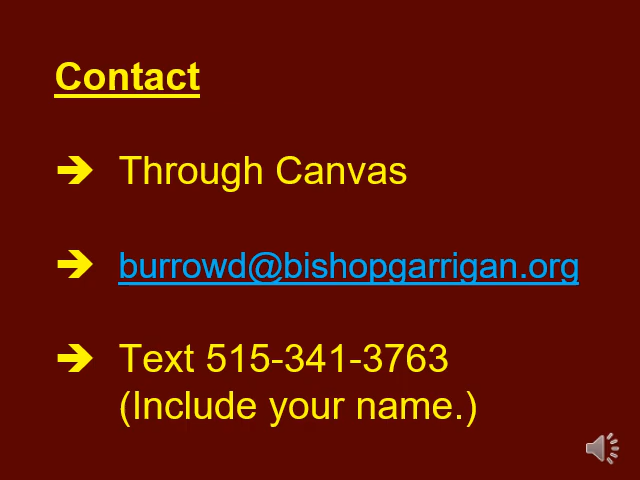 Contact
➔ Through Canvas
➔ burrowd@bishopgarrigan.org
➔ Text 515-341-3763
(Include your name.)